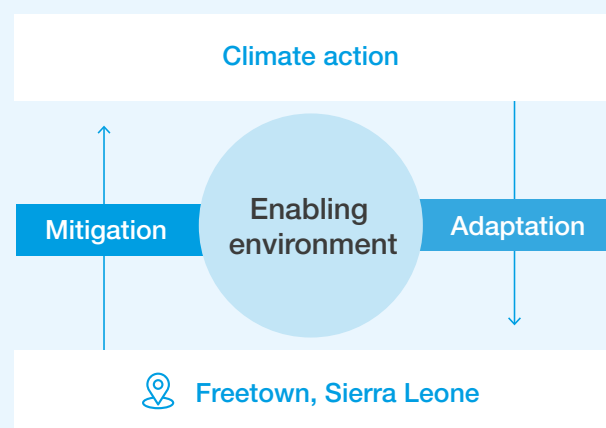 Climate action
Mitigation
Enabling
environment
Adaptation
Freetown, Sierra Leone